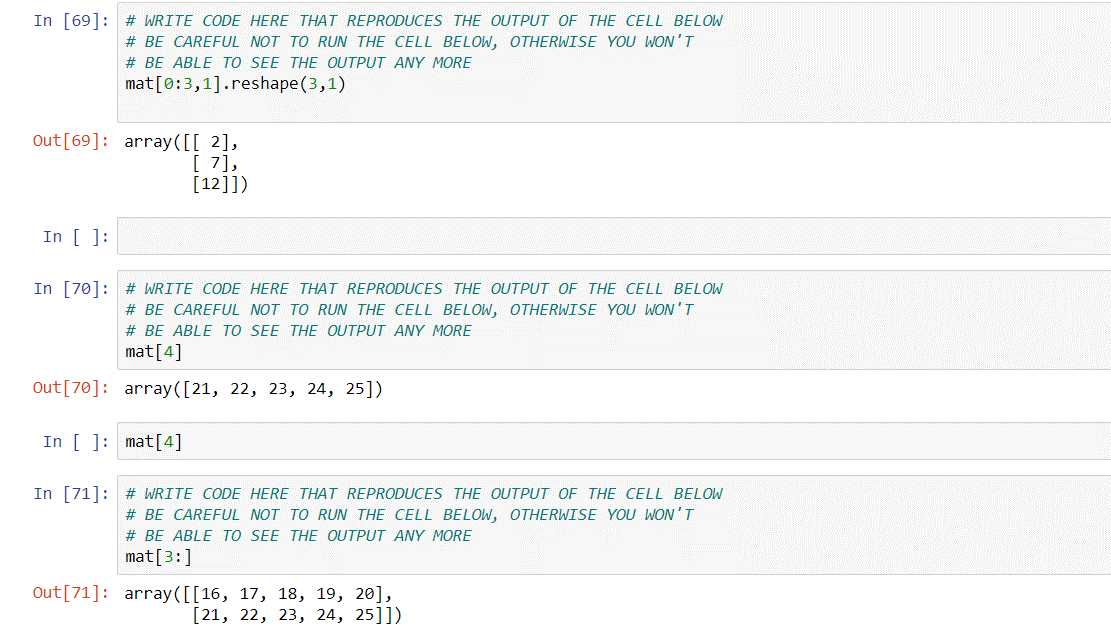 In [69]: # WRITE CODE HERE THAT REPRODUCES THE OUTPUT OF THE CELL BELOW
# BE CAREFUL NOT TO RUN THE CELL BELOW, OTHERWISE YOU WON'T
# BE ABLE TO SEE THE OUTPUT ANY MORE
mat[0:3,1].reshape(3,1)
Out[69]: array([[ 2],
[ 7],
[12]])
In [ ]:
In [70]: # WRITE CODE HERE THAT REPRODUCES THE OUTPUT OF THE CELL BELOW
# BE CAREFUL NOT TO RUN THE CELL BELOW, OTHERWISE YOU WON'T
# BE ABLE TO SEE THE OUTPUT ANY MORE
mat[4]
Out[70]: array([21, 22, 23, 24, 25])
In [ ]: mat[4]
In [71]: # WRITE CODE HERE THAT REPRODUCES THE OUTPUT OF THE CELL BELOW
# BE CAREFUL NOT TO RUN THE CELL BELOW, OTHERWISE YOU WON'T
# BE ABLE TO SEE THE OUTPUT ANY MORE
mat[3:]
Out[71]: array([[16, 17, 18, 19, 20],
[21, 22, 23, 24, 25]])